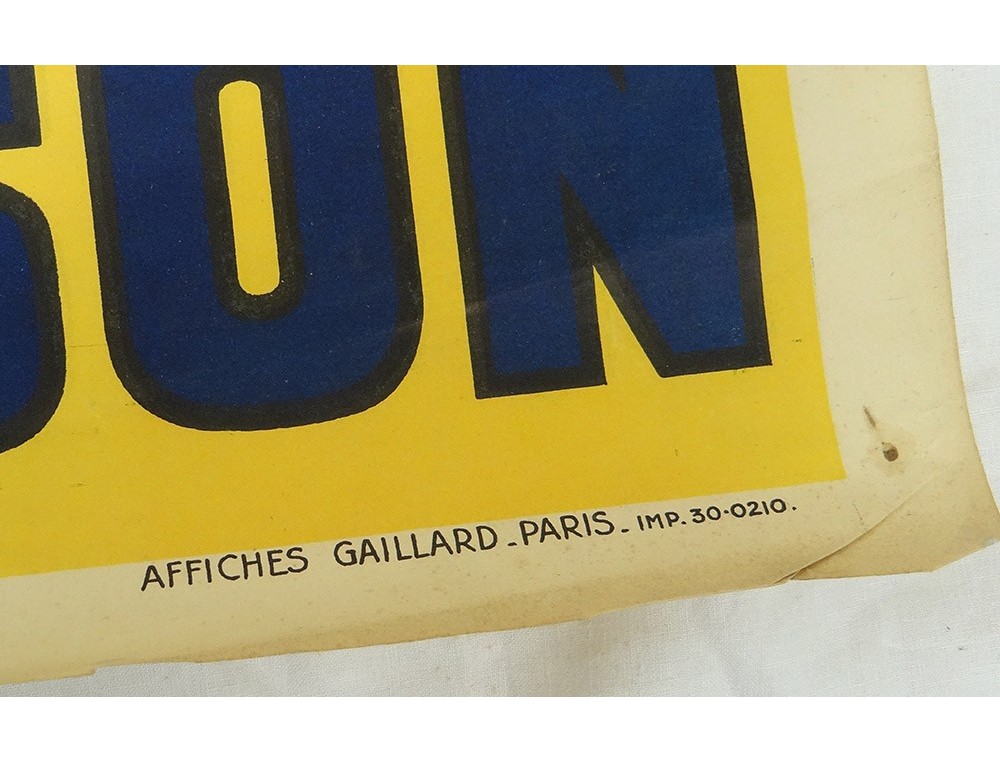 SON
AFFICHES GAILLARD - PARIS - IMP. 30-0210.